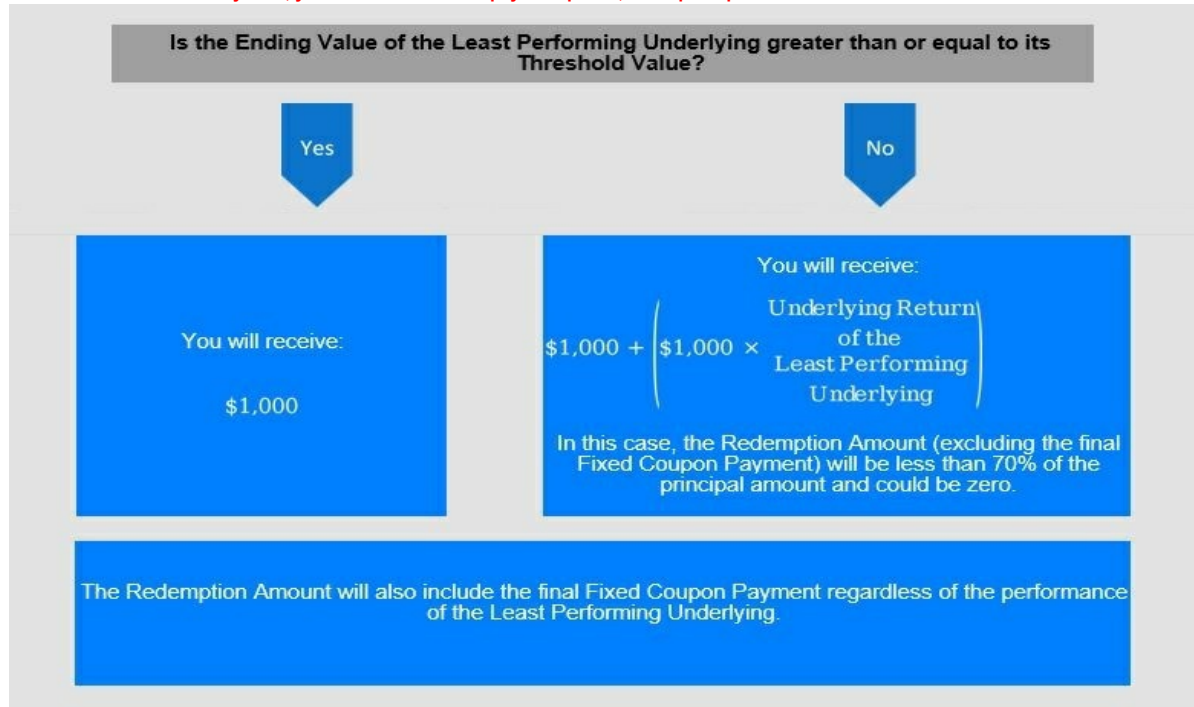 Is the Ending Value of the Least Performing Underlying greater than or equal to its
Threshold Value?
Yes
No
You will receive:
$1,000
You will receive:
$1,000 + ($1,000 × Underlying Return
of the
Least Performing
Underlying)
In this case, the Redemption Amount (excluding the final
Fixed Coupon Payment) will be less than 70% of the
principal amount and could be zero.
The Redemption Amount will also include the final Fixed Coupon Payment regardless of the performance
of the Least Performing Underlying.